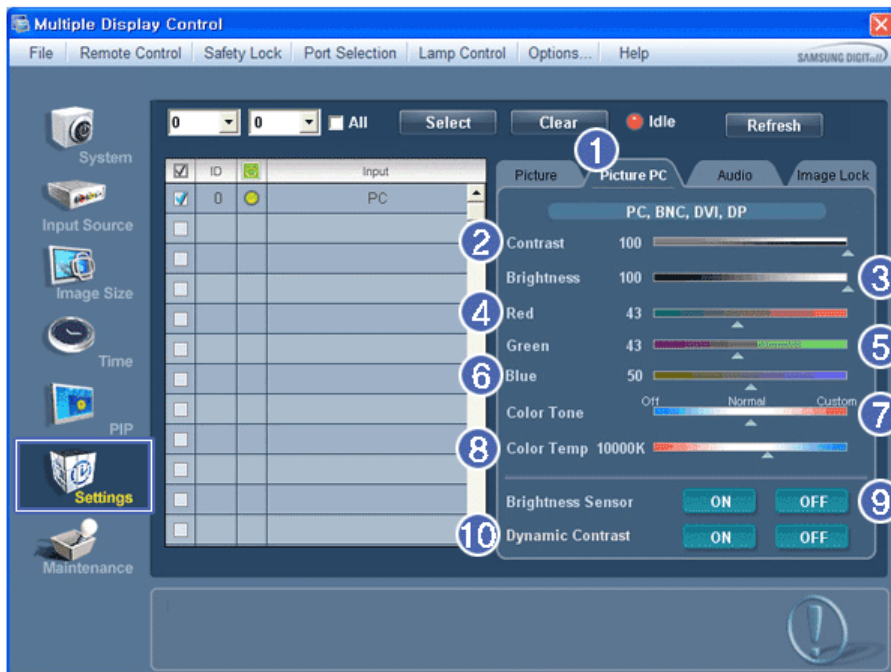 Multiple Display Control
File Remote Control Safety Lock Port Selection Lamp Control Options... Help SAMSUNG DIGITall
0 0 All Select Clear Idle Refresh
System
Input Source
Image Size
Time
PIP
Settings
Maintenance
ID Input
0 PC
1
Picture Picture PC Audio Image Lock
PC, BNC, DVI, DP
2 Contrast 100
Brightness 100 3
4 Red 43
Green 43 5
6 Blue 50
Off Normal Custom
Color Tone 7
8 Color Temp 10000K
Brightness Sensor ON OFF 9
10 Dynamic Contrast ON OFF